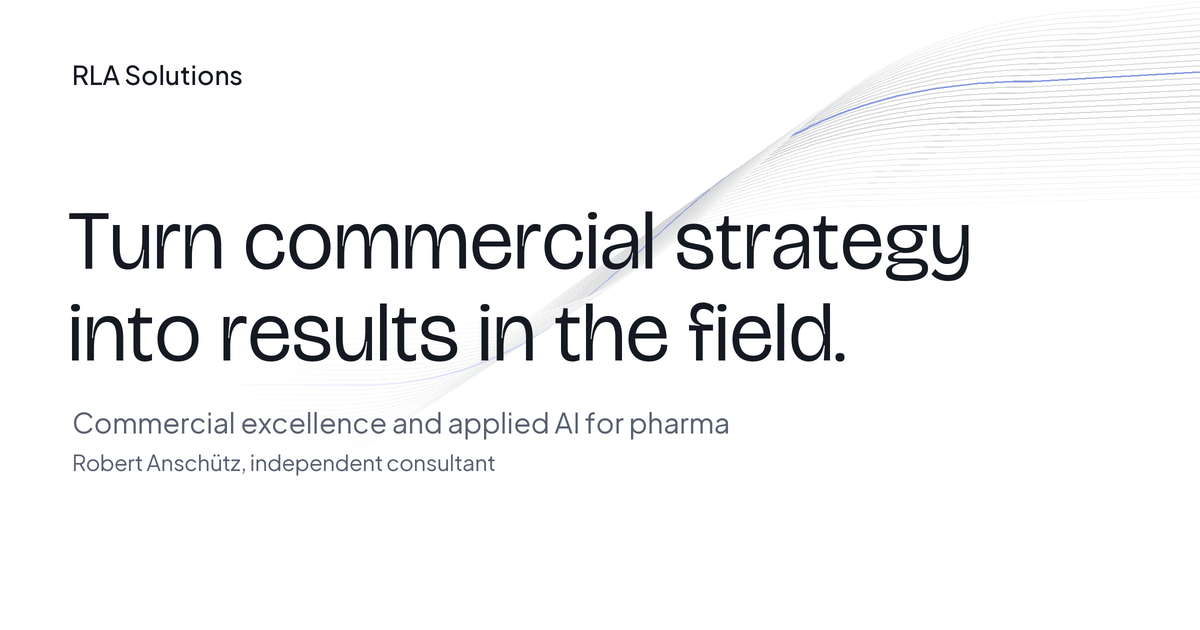 RLA Solutions
Turn commercial strategy
into results in the field.
Commercial excellence and applied AI for pharma
Robert Anschütz, independent consultant